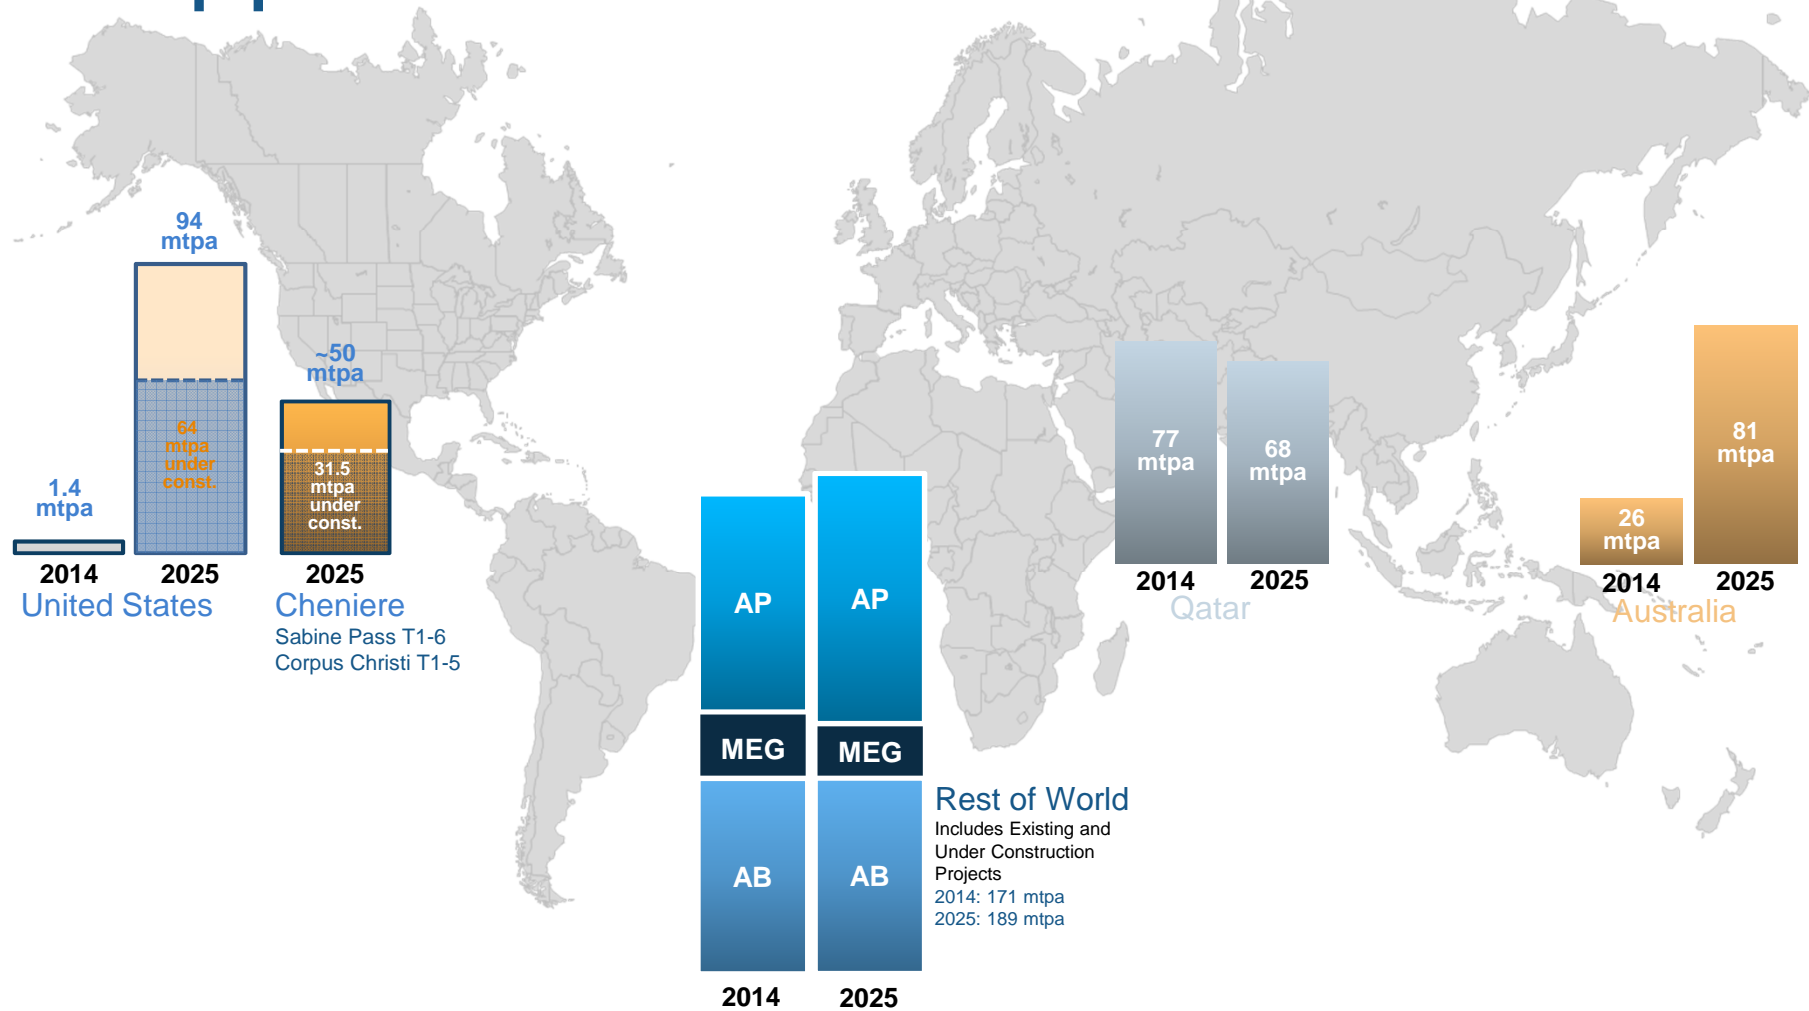 94
mtpa
64
mtpa
under
const.
1.4
mtpa
2014
2025
United States
~50
mtpa
31.5
mtpa
under
const.
2025
Cheniere
Sabine Pass T1-6
Corpus Christi T1-5
AP
MEG
AB
2014
AP
MEG
AB
2025
Rest of World
Includes Existing and
Under Construction
Projects
2014: 171 mtpa
2025: 189 mtpa
77
mtpa
68
mtpa
2014
2025
Qatar
26
mtpa
81
mtpa
2014
2025
Australia